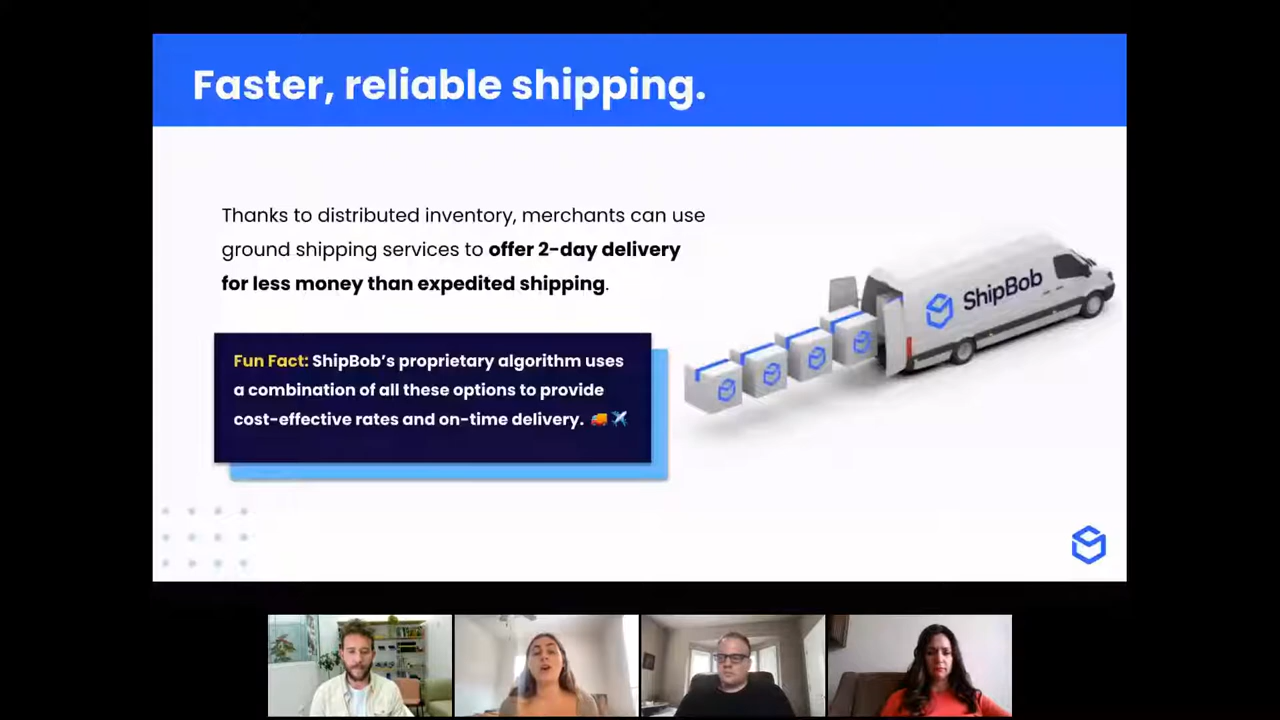 Faster, reliable shipping.
Thanks to distributed inventory, merchants can use
ground shipping services to offer 2-day delivery
for less money than expedited shipping.
Fun Fact: ShipBob’s proprietary algorithm uses
a combination of all these options to provide
cost-effective rates and on-time delivery. 🚚✈️
ShipBob